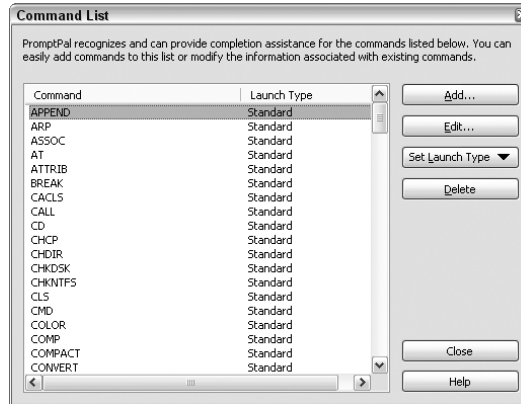 Command List
PromptPal recognizes and can provide completion assistance for the commands listed below. You can
easily add commands to this list or modify the information associated with existing commands.
Command Launch Type
APPEND Standard
ARP Standard
ASSOC Standard
AT Standard
ATTRIB Standard
BREAK Standard
CACLS Standard
CALL Standard
CD Standard
CHCP Standard
CHDIR Standard
CHKDSK Standard
CHKNTFS Standard
CLS Standard
CMD Standard
COLOR Standard
COMP Standard
COMPACT Standard
CONVERT Standard
Add...
Edit...
Set Launch Type
Delete
Close
Help